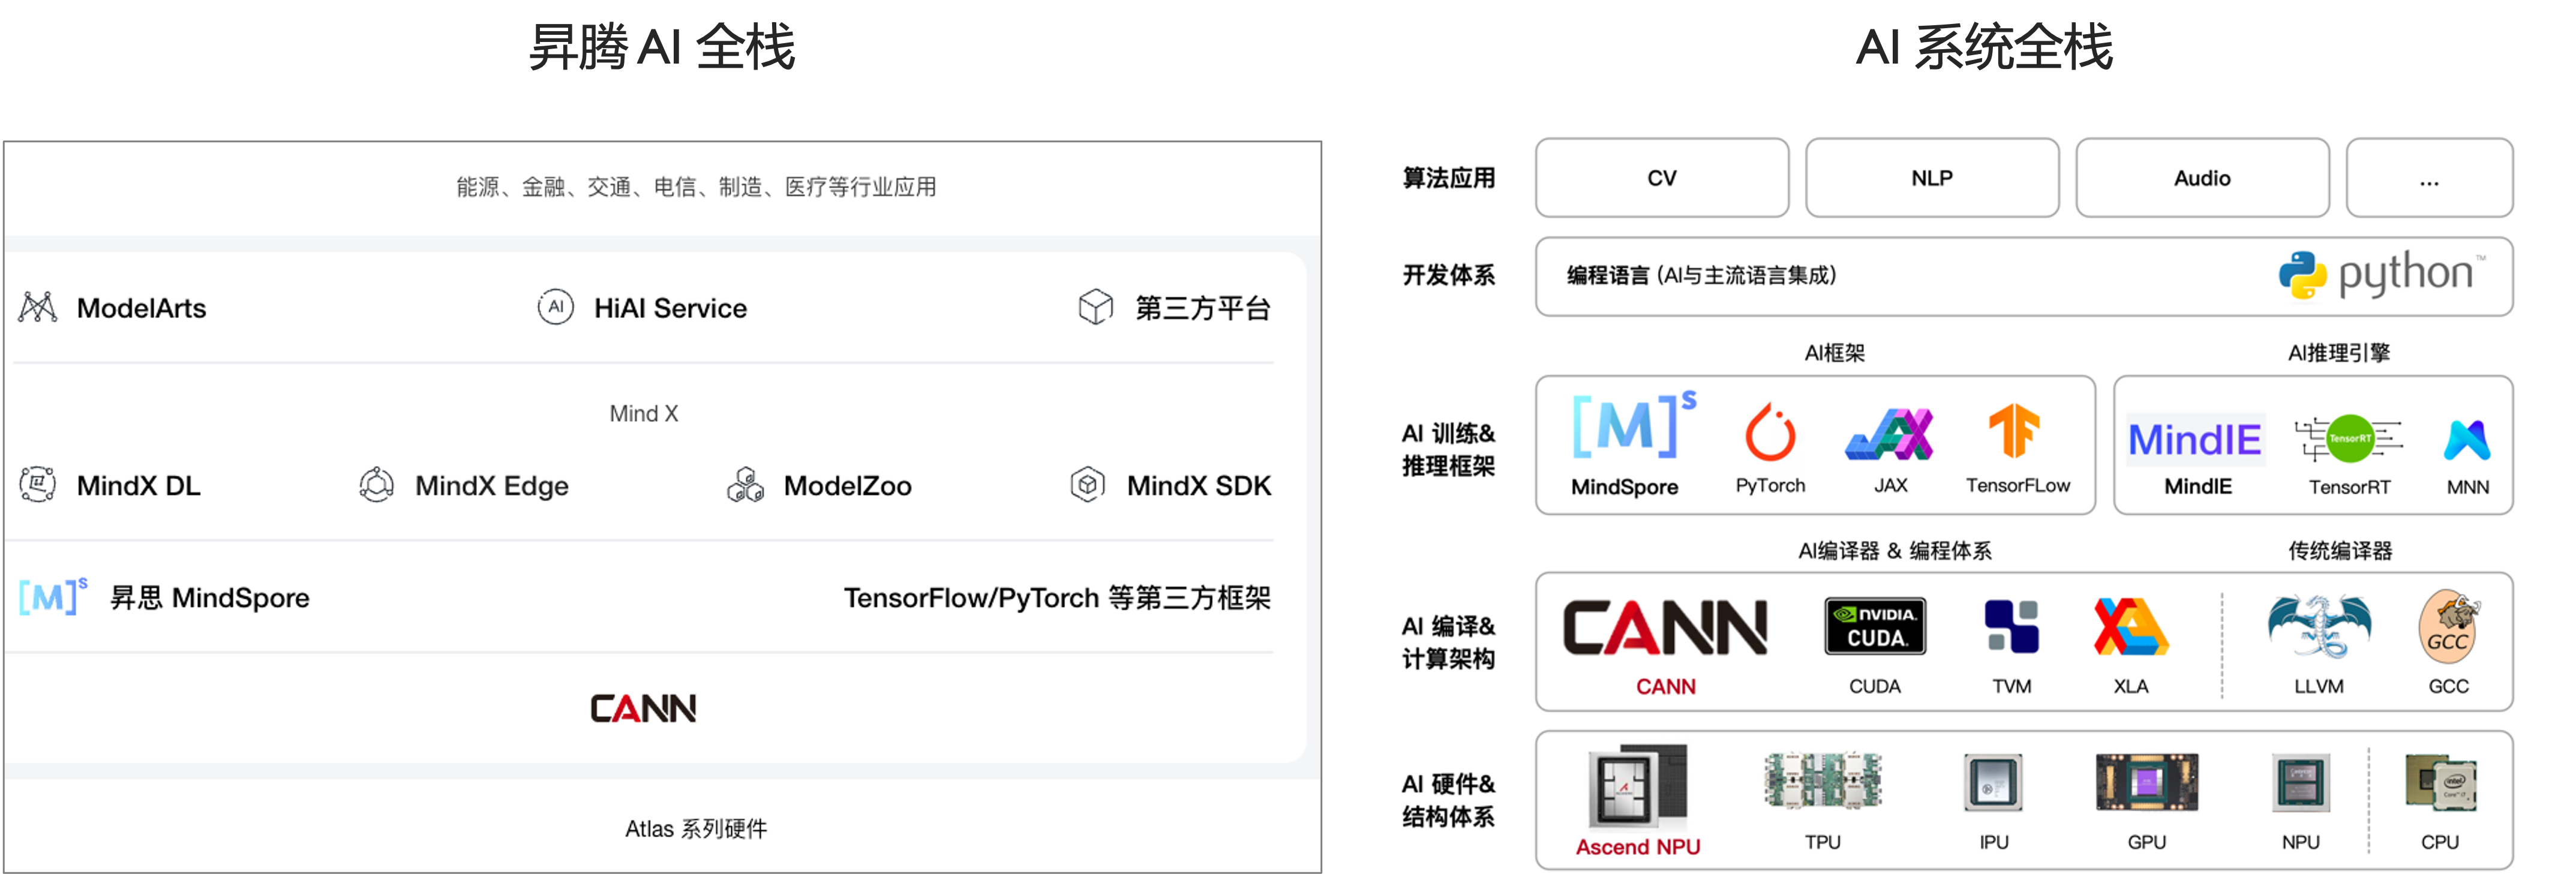 昇腾 AI 全栈
能源、金融、交通、电信、制造、医疗等行业应用
ModelArts
AI
HiAI Service
第三方平台
Mind X
MindX DL
MindX Edge
ModelZoo
MindX SDK
[M]s
昇思 MindSpore
TensorFlow/PyTorch 等第三方框架
CANN
Atlas 系列硬件
AI 系统全栈
算法应用
CV
NLP
Audio
...
开发体系
编程语言 (AI与主流语言集成)
python™
AI框架
AI推理引擎
AI 训练&
推理框架
[M]s
MindSpore
PyTorch
JAX
JAX
TensorFLow
MindIE
MindIE
TensorRT
TensorRT
MNN
AI编译器 & 编程体系
传统编译器
AI 编译&
计算架构
CANN
CANN
NVIDIA.
CUDA.
CUDA
TVM
XLA
XLA
LLVM
GCC
GCC
AI 硬件&
结构体系
Ascend NPU
TPU
IPU
GPU
NPU
intel
CPU